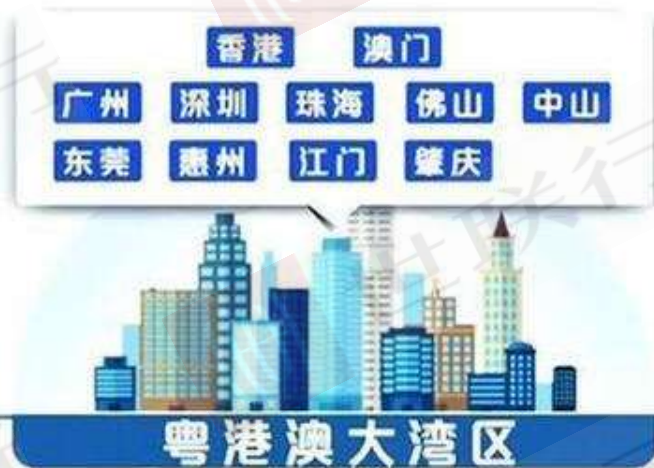 香港 澳门
广州 深圳 珠海 佛山 中山
东莞 惠州 江门 肇庆
粤港澳大湾区